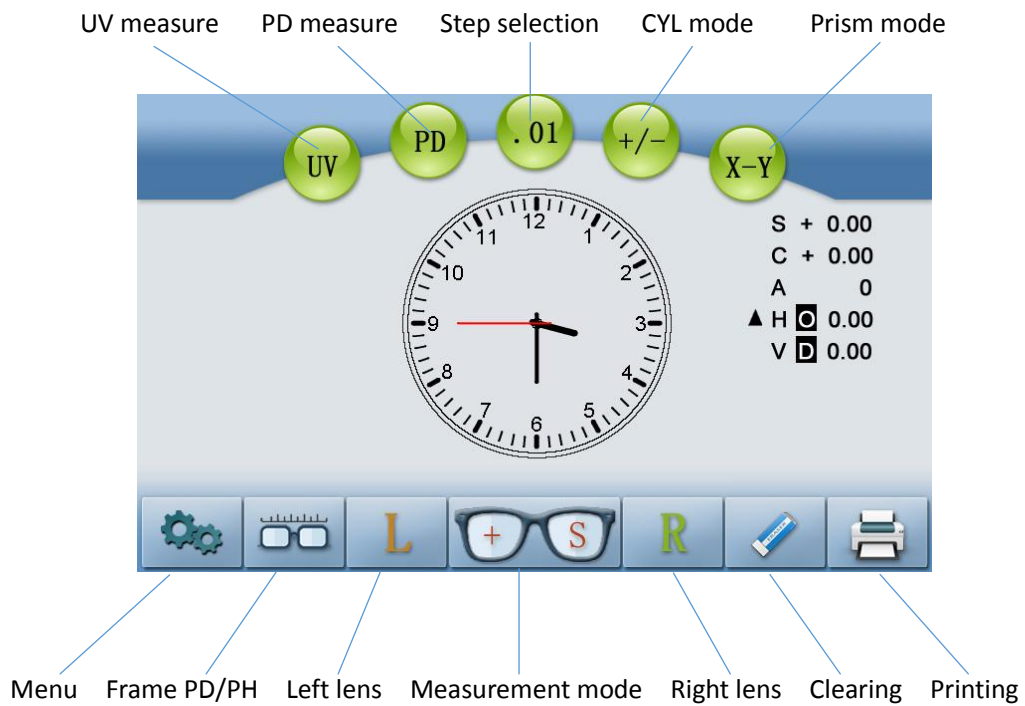 UV measure PD measure Step selection CYL mode Prism mode
UV PD .01 +/- X-Y
12
1
2
3
4
5
6
7
8
9
10
11
S + 0.00
C + 0.00
A 0
▲ H O 0.00
V D 0.00
L + S R ERASER
Menu Frame PD/PH Left lens Measurement mode Right lens Clearing Printing